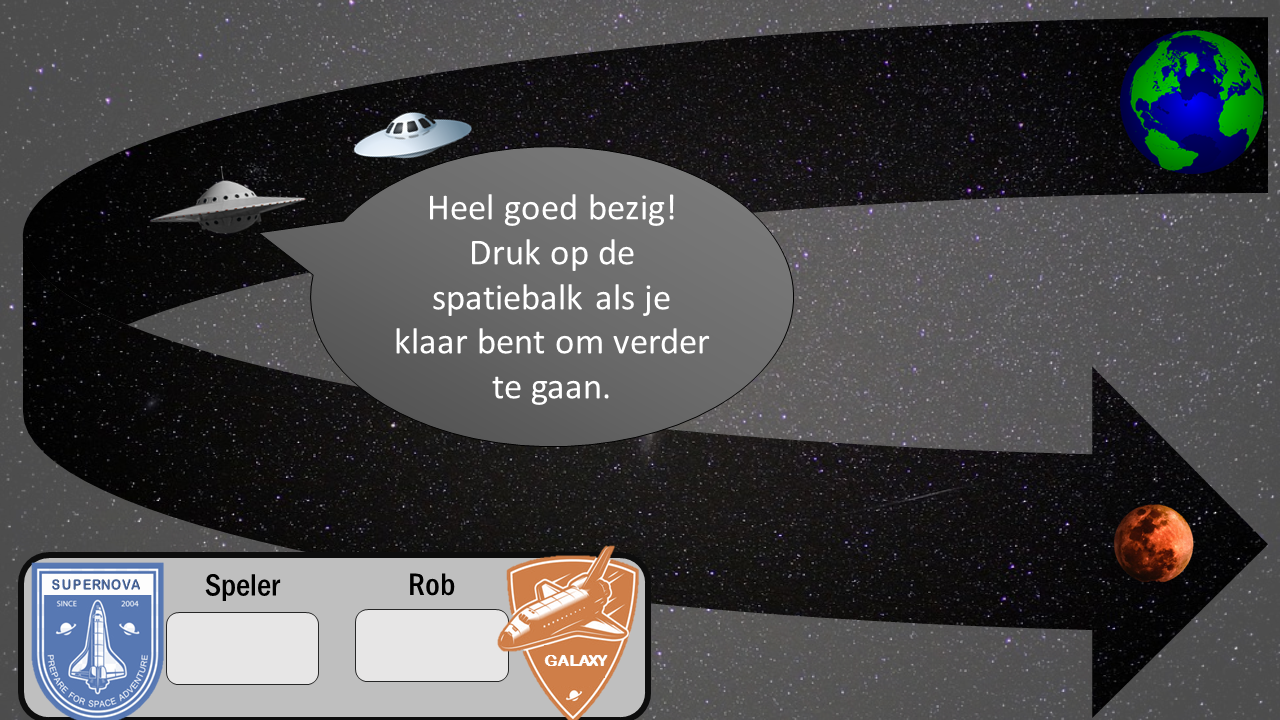 Heel goed bezig!
Druk op de
spatiebalk als je
klaar bent om verder
te gaan.
Speler
Rob
SUPERNOVA
SINCE 2004
PREPARE FOR SPACE ADVENTURE
GALAXY